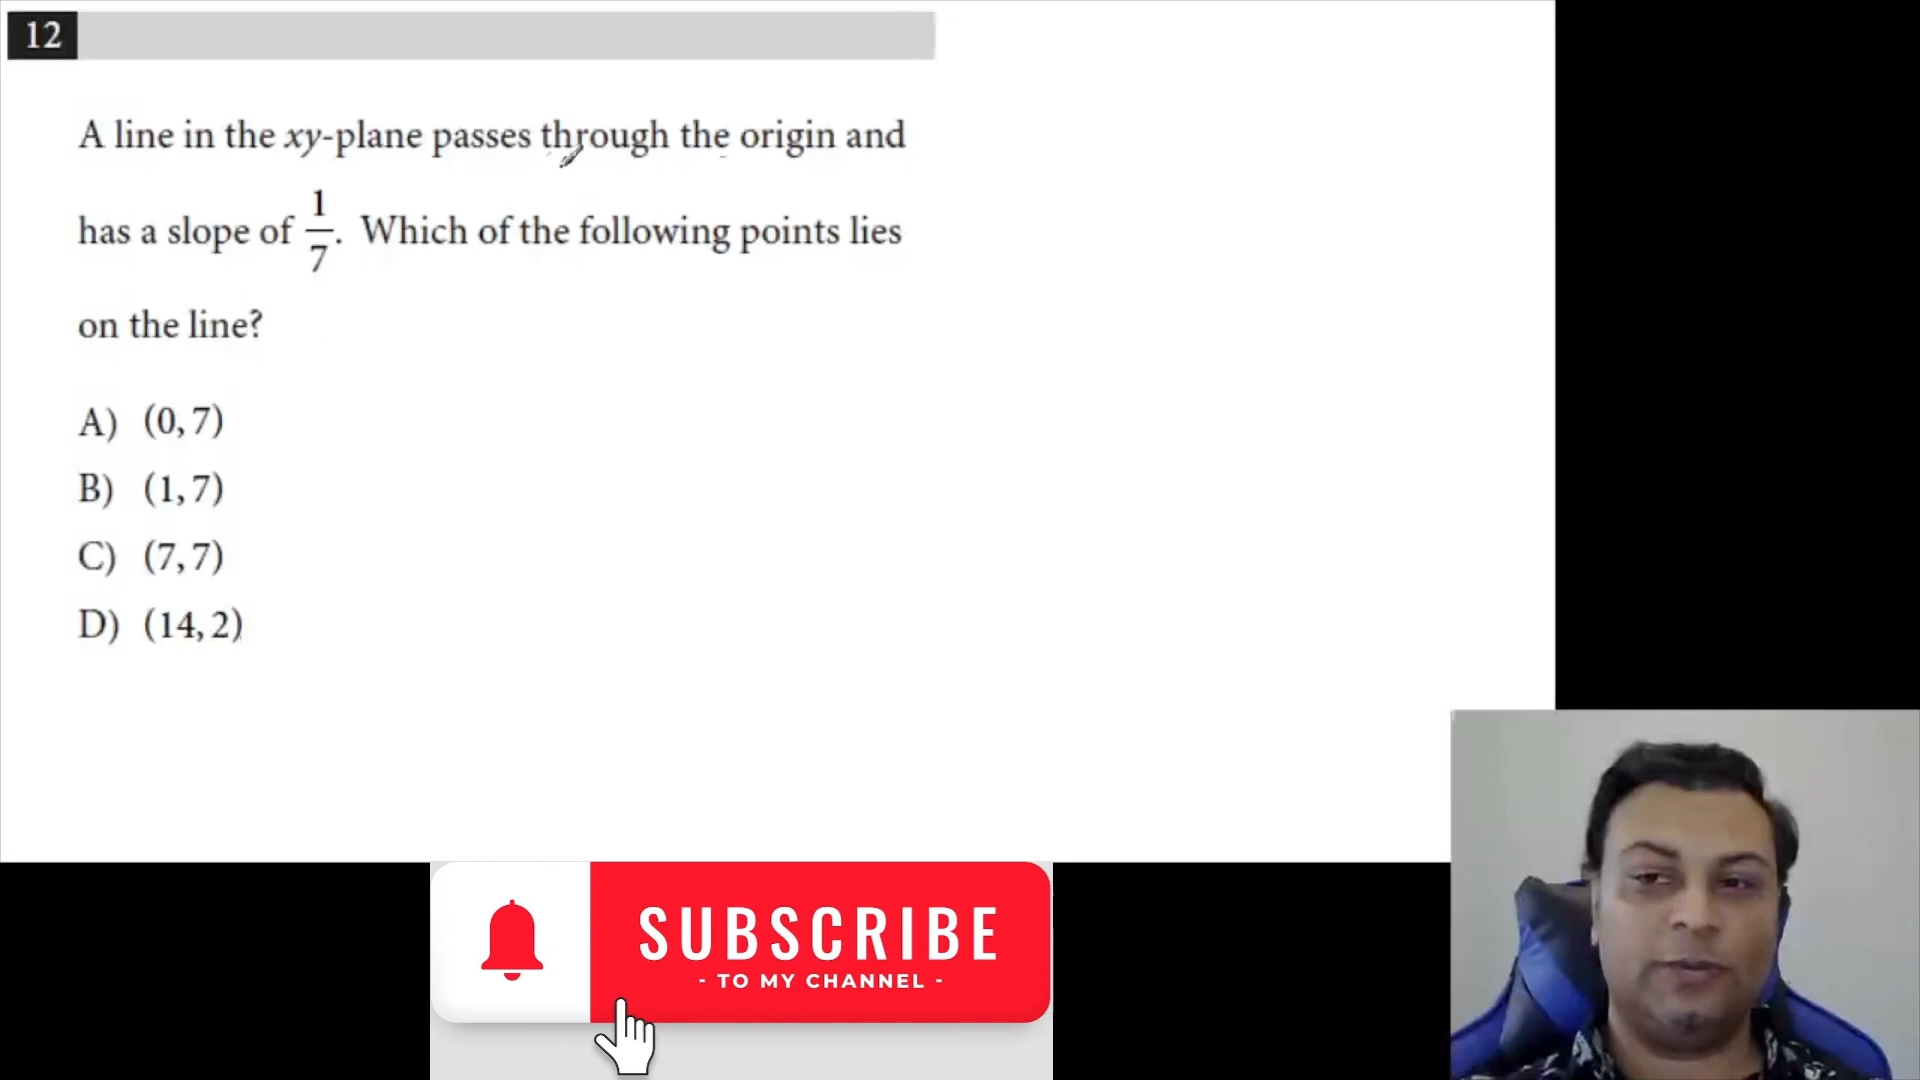 12
A line in the xy-plane passes through the origin and
has a slope of 1/7. Which of the following points lies
on the line?
A) (0, 7)
B) (1, 7)
C) (7, 7)
D) (14, 2)
SUBSCRIBE
- TO MY CHANNEL -